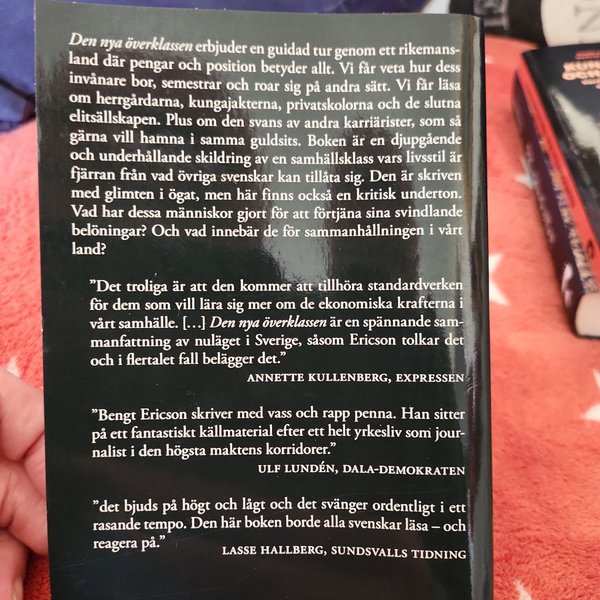 Den nya överklassen erbjuder en guidad tur genom ett rikemans-
land där pengar och position betyder allt. Vi får veta hur dess
invånare bor, semestrar och roar sig på andra sätt. Vi får läsa
om herrgårdarna, kungajakterna, privatskolorna och de slutna
elitsällskapen. Plus om den svans av andra karriärister, som så
gärna vill hamna i samma guldsits. Boken är en djupgående
och underhållande skildring av en samhällsklass vars livsstil är
fjärran från vad övriga svenskar kan tillåta sig. Den är skriven
med glimten i ögat, men här finns också en kritisk underton.
Vad har dessa människor gjort för att förtjäna sina svindlande
belöningar? Och vad innebär de för sammanhållningen i vårt
land?
”Det troliga är att den kommer att tillhöra standardverken
för dem som vill lära sig mer om de ekonomiska krafterna i
vårt samhälle. [...] Den nya överklassen är en spännande sam-
manfattning av nuläget i Sverige, såsom Ericson tolkar det
och i flertalet fall belägger det.”
ANNETTE KULLENBERG, EXPRESSEN
”Bengt Ericson skriver med vass och rapp penna. Han sitter
på ett fantastiskt källmaterial efter ett helt yrkesliv som jour-
nalist i den högsta maktens korridorer.”
ULF LUNDÉN, DALA-DEMOKRATEN
”det bjuds på högt och lågt och det svänger ordentligt i ett
rasande tempo. Den här boken borde alla svenskar läsa – och
reagera på.”
LASSE HALLBERG, SUNDSVALLS TIDNING